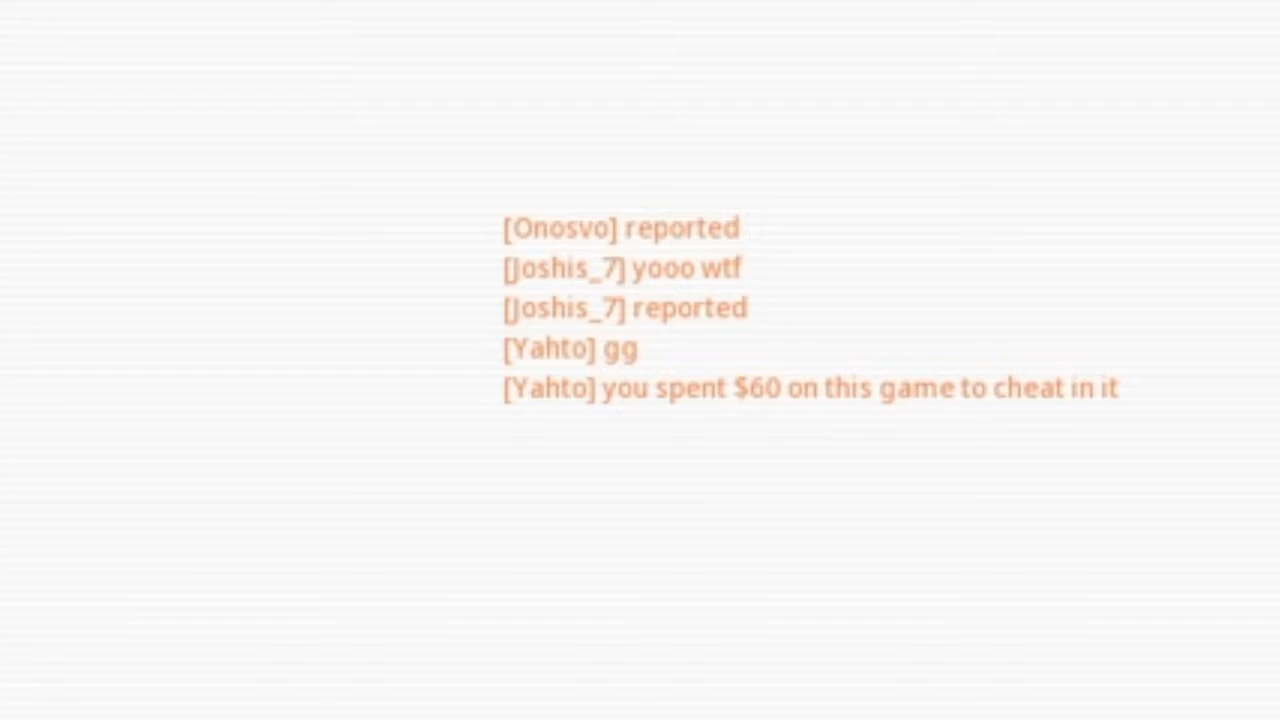 [Onosvo] reported
[Joshis_7] yooo wtf
[Joshis_7] reported
[Yahto] gg
[Yahto] you spent $60 on this game to cheat in it